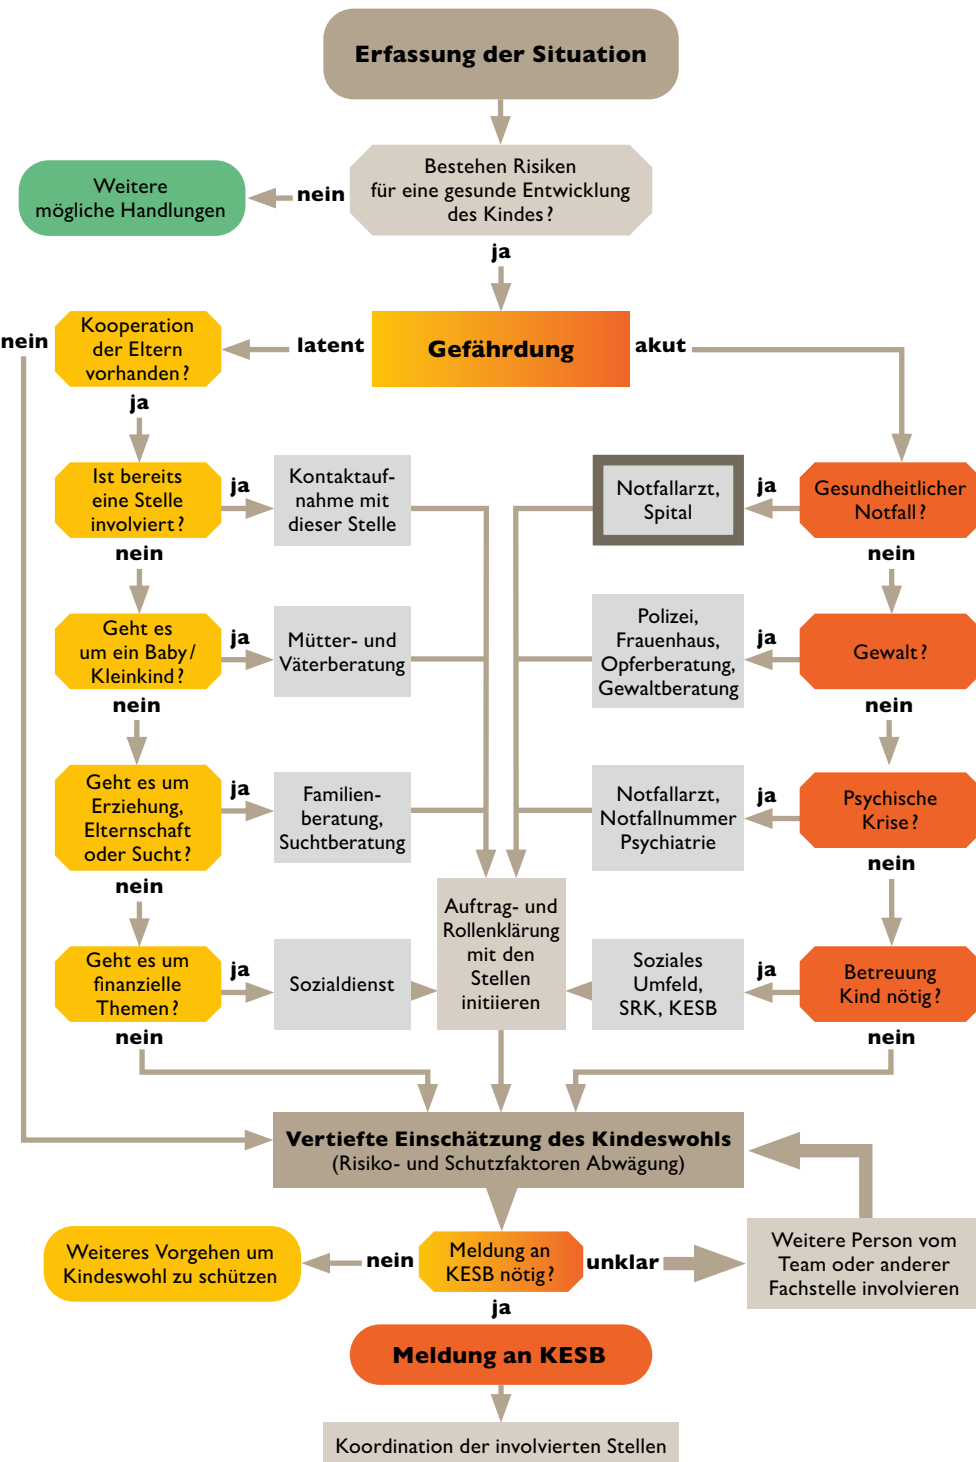 Erfassung der Situation
Bestehen Risiken
für eine gesunde Entwicklung
des Kindes?
nein
Weitere
mögliche Handlungen
ja
Gefährdung
latent
akut
Kooperation
der Eltern
vorhanden?
nein
ja
Ist bereits
eine Stelle
involviert?
ja
Kontaktauf-
nahme mit
dieser Stelle
nein
Geht es
um ein Baby/
Kleinkind?
ja
Mütter- und
Väterberatung
nein
Geht es um
Erziehung,
Elternschaft
oder Sucht?
ja
Familien-
beratung,
Suchtberatung
nein
Geht es um
finanzielle
Themen?
ja
Sozialdienst
nein
Gesundheitlicher
Notfall?
ja
Notfallarzt,
Spital
nein
Gewalt?
ja
Polizei,
Frauenhaus,
Opferberatung,
Gewaltberatung
nein
Psychische
Krise?
ja
Notfallarzt,
Notfallnummer
Psychiatrie
nein
Betreuung
Kind nötig?
ja
Soziales
Umfeld,
SRK, KESB
nein
Auftrag- und
Rollenklärung
mit den
Stellen
initiieren
Vertiefte Einschätzung des Kindeswohls
(Risiko- und Schutzfaktoren Abwägung)
Meldung an
KESB nötig?
nein
Weiteres Vorgehen um
Kindeswohl zu schützen
unklar
Weitere Person vom
Team oder anderer
Fachstelle involvieren
ja
Meldung an KESB
Koordination der involvierten Stellen